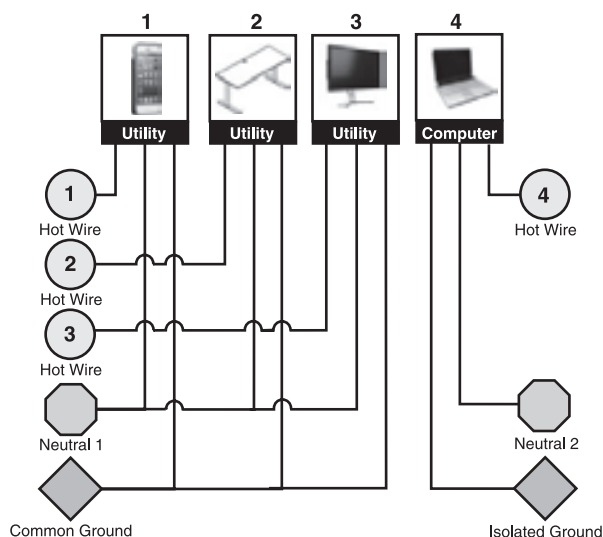 1 2 3 4
Utility Utility Utility Computer
1 4
Hot Wire Hot Wire
2
Hot Wire
3
Hot Wire
Neutral 1 Neutral 2
Common Ground Isolated Ground